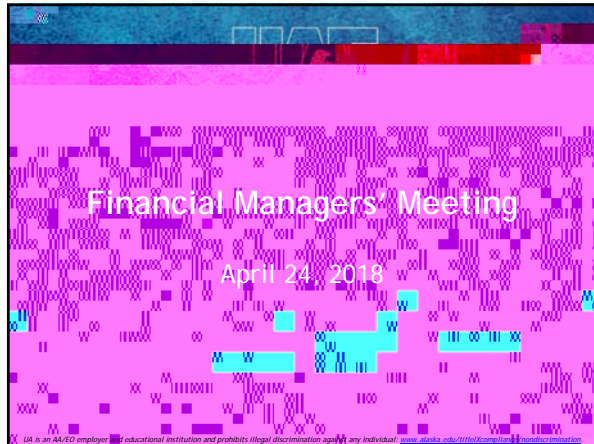 Financial Managers' Meeting
April 24, 2018
UA is an AA/EO employer and educational institution and prohibits illegal discrimination against any individual: www.alaska.edu/titleIXcompliance/nondiscrimination.